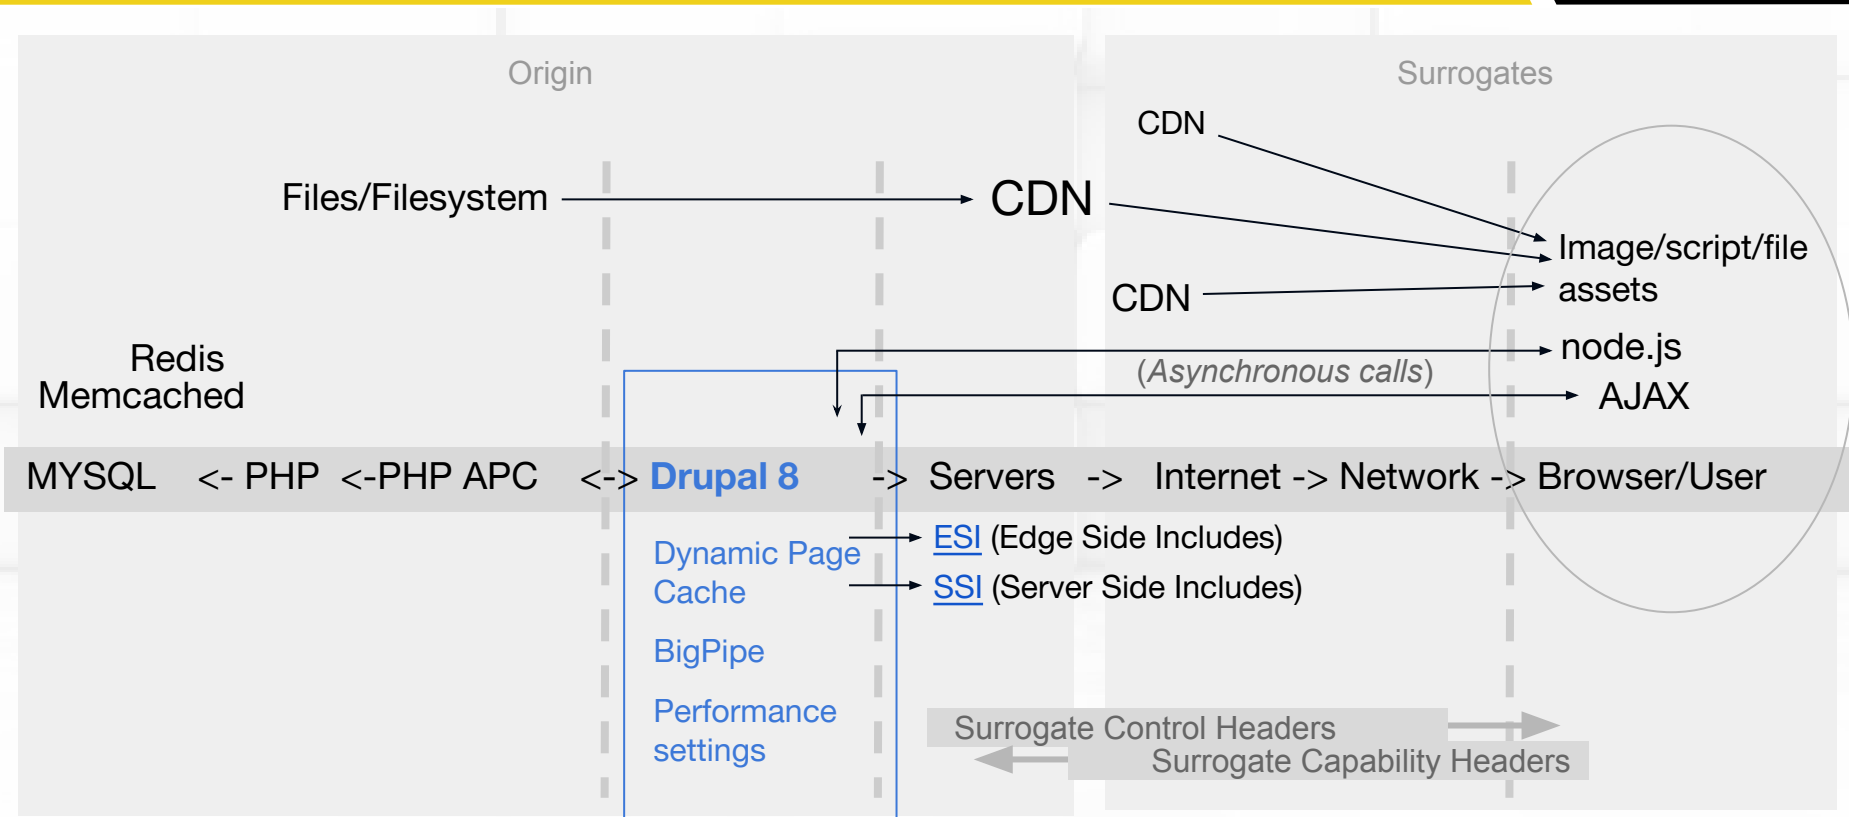 Origin
Surrogates
CDN
Files/Filesystem
CDN
Image/script/file
assets
CDN
Redis
Memcached
node.js
(Asynchronous calls)
AJAX
MYSQL <- PHP <-PHP APC <-> Drupal 8 -> Servers -> Internet -> Network -> Browser/User
Dynamic Page
Cache
ESI (Edge Side Includes)
SSI (Server Side Includes)
BigPipe
Performance
settings
Surrogate Control Headers
Surrogate Capability Headers